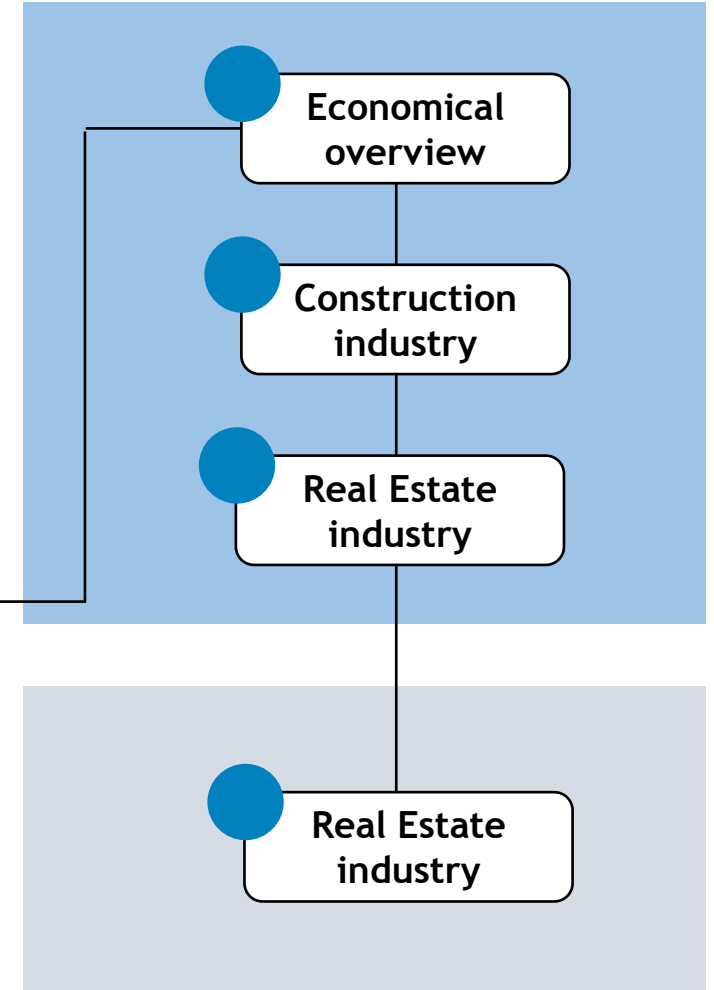 Economical
overview
Construction
industry
Real Estate
industry
Real Estate
industry